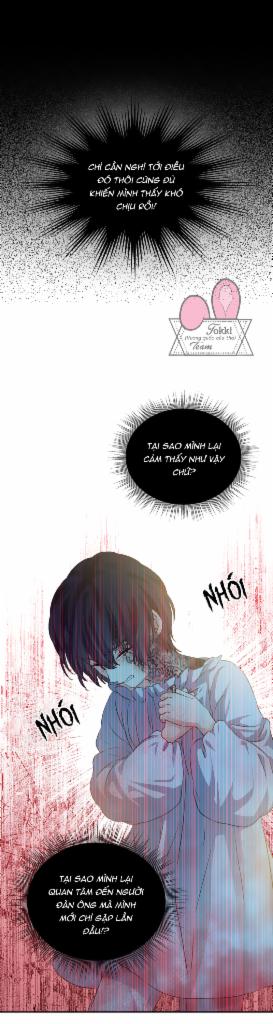 CHỈ CẦN NGHĨ TỚI ĐIỀU
ĐÓ THÔI CŨNG ĐỦ
KHIẾN MÌNH THẤY KHÓ
CHỊU RỒI!
Tokki
Team
TẠI SAO MÌNH LẠI
CẢM THẤY NHƯ VẬY
CHỨ?
NHÓI
NHÓI
TẠI SAO MÌNH LẠI
QUAN TÂM ĐẾN NGƯỜI
ĐÀN ÔNG MÀ MÌNH
MỚI CHỈ GẶP LẦN
ĐẦU!?